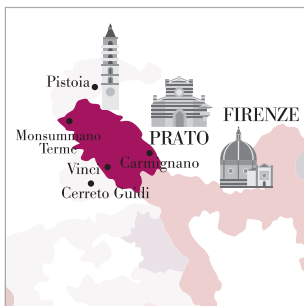 Pistoia
FIRENZE
Monsummano
Terme
PRATO
Vinci
Carmignano
Cerreto Guidi